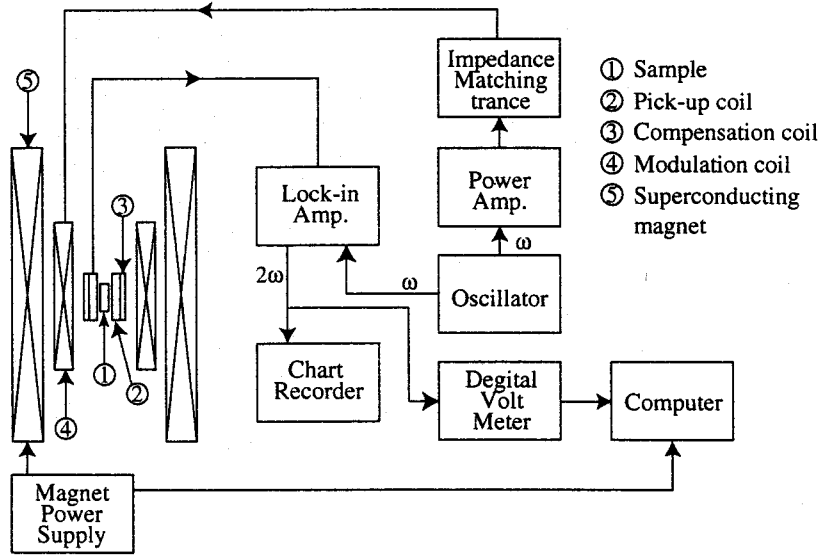 Impedance
Matching
trance
① Sample
② Pick-up coil
③ Compensation coil
④ Modulation coil
⑤ Superconducting
magnet
⑤
③
Lock-in
Amp.
Power
Amp.
ω
2ω
ω
Oscillator
①
②
④
Chart
Recorder
Degital
Volt
Meter
Computer
Magnet
Power
Supply